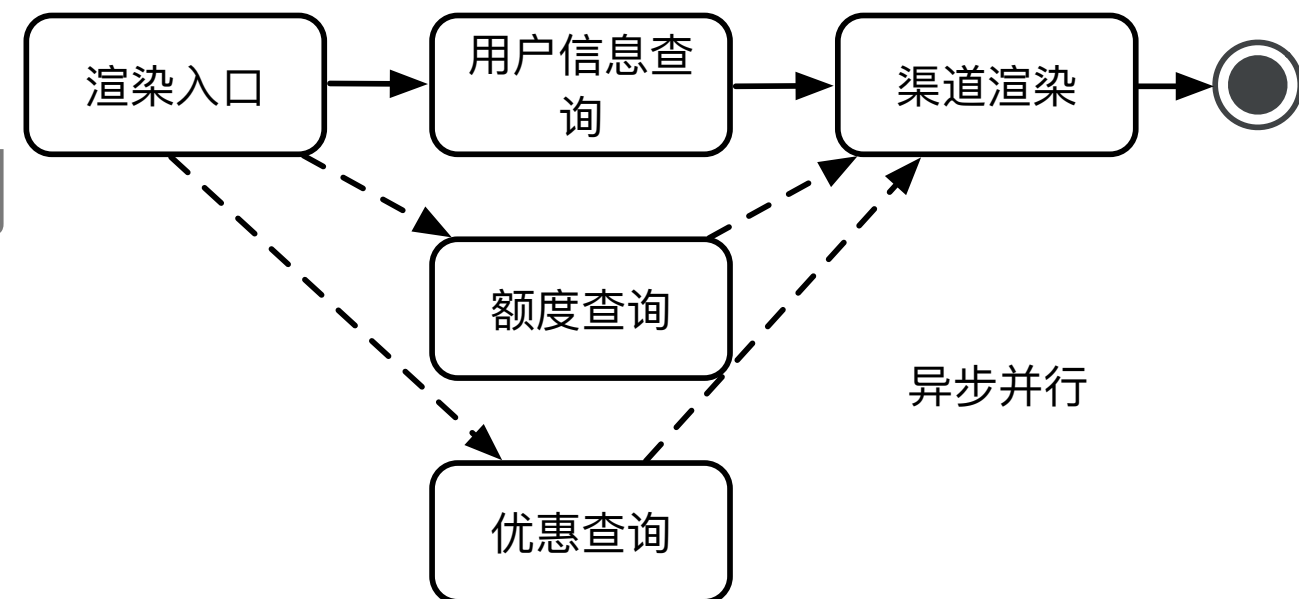 渲染入口
用户信息查
询
渠道渲染
额度查询
异步并行
优惠查询